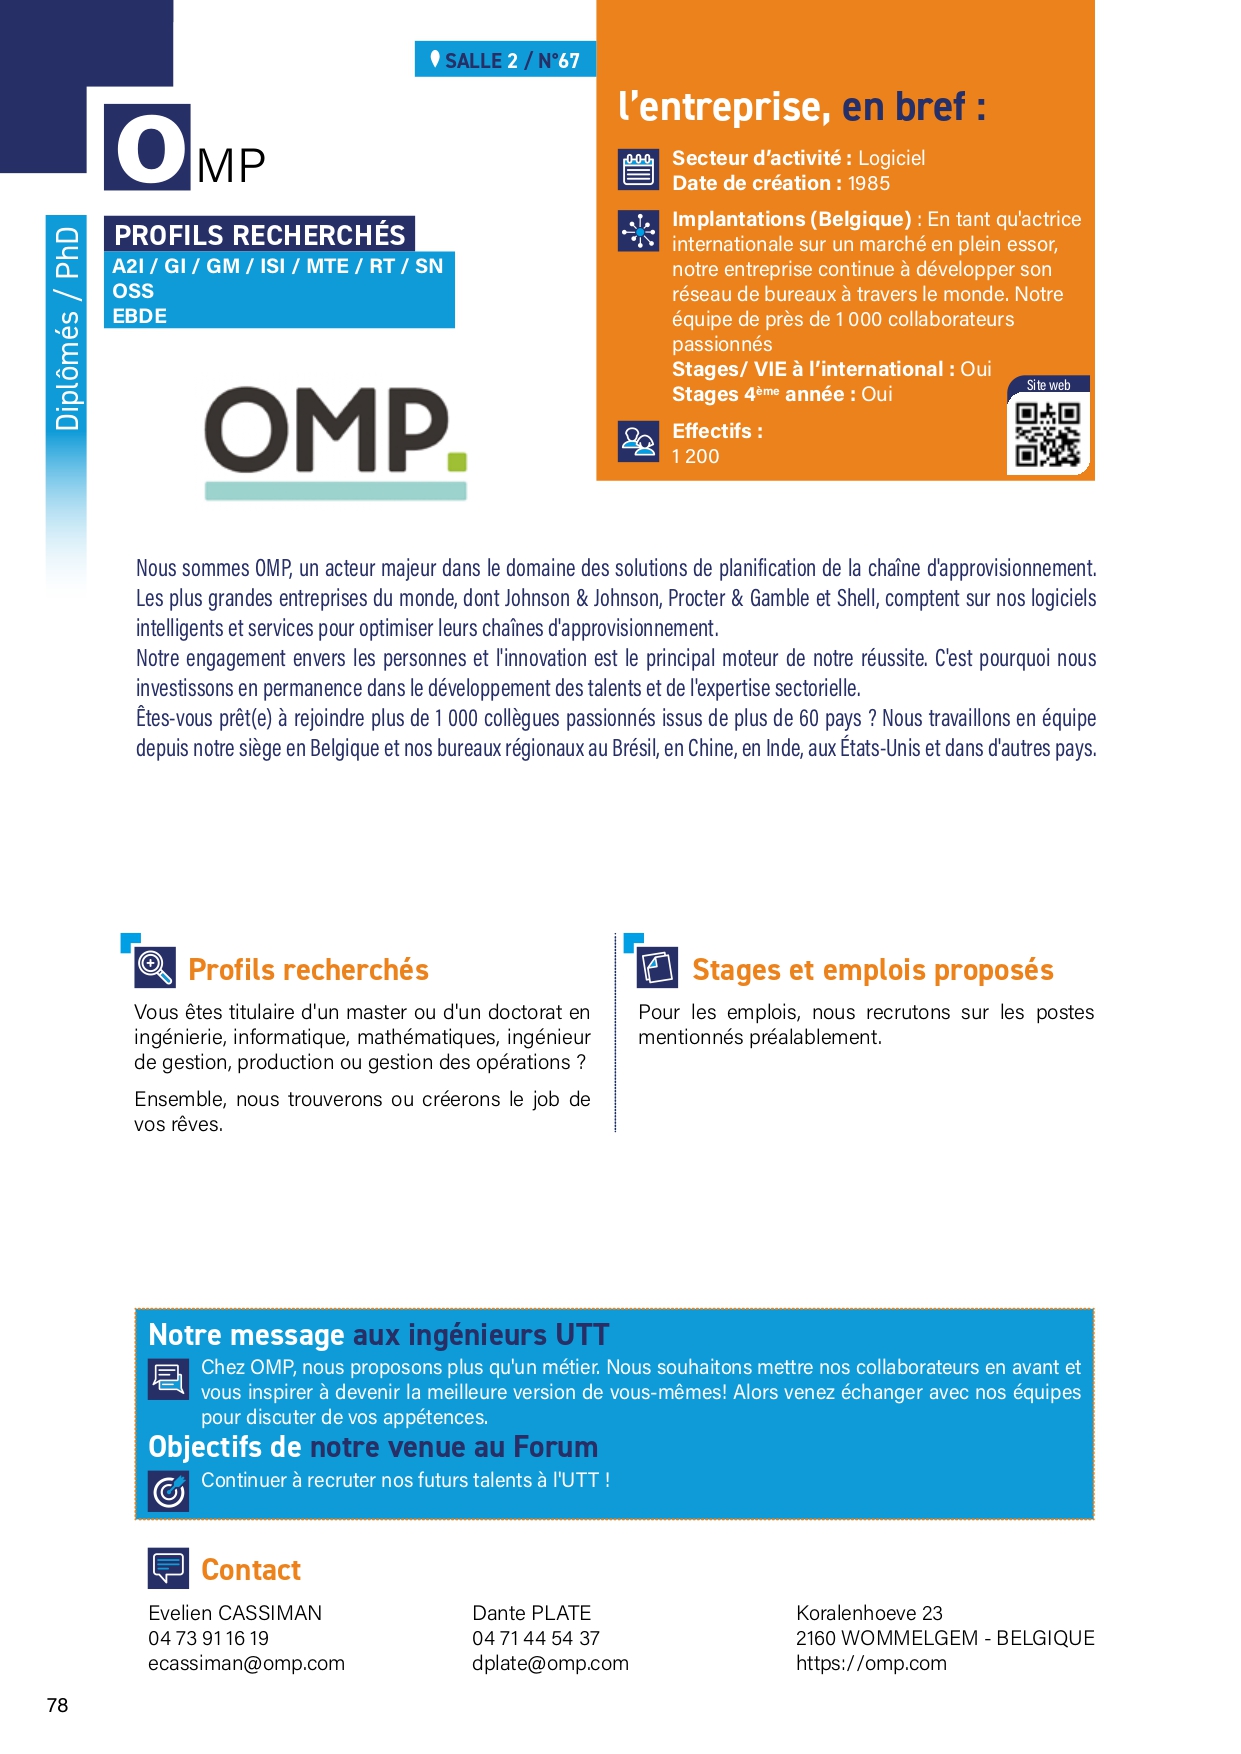 SALLE 2 / N°67
OMP
Diplômés / PhD
PROFILS RECHERCHÉS
A2I / GI / GM / ISI / MTE / RT / SN
OSS
EBDE
OMP.
l’entreprise, en bref :
Secteur d’activité : Logiciel
Date de création : 1985
Implantations (Belgique) : En tant qu'actrice
internationale sur un marché en plein essor,
notre entreprise continue à développer son
réseau de bureaux à travers le monde. Notre
équipe de près de 1 000 collaborateurs
passionnés
Stages/ VIE à l’international : Oui
Stages 4ème année : Oui
Effectifs :
1 200
Site web
Nous sommes OMP, un acteur majeur dans le domaine des solutions de planification de la chaîne d'approvisionnement.
Les plus grandes entreprises du monde, dont Johnson & Johnson, Procter & Gamble et Shell, comptent sur nos logiciels
intelligents et services pour optimiser leurs chaînes d'approvisionnement.
Notre engagement envers les personnes et l'innovation est le principal moteur de notre réussite. C'est pourquoi nous
investissons en permanence dans le développement des talents et de l'expertise sectorielle.
Êtes-vous prêt(e) à rejoindre plus de 1 000 collègues passionnés issus de plus de 60 pays ? Nous travaillons en équipe
depuis notre siège en Belgique et nos bureaux régionaux au Brésil, en Chine, en Inde, aux États-Unis et dans d'autres pays.
Profils recherchés
Vous êtes titulaire d'un master ou d'un doctorat en
ingénierie, informatique, mathématiques, ingénieur
de gestion, production ou gestion des opérations ?
Ensemble, nous trouverons ou créerons le job de
vos rêves.
Stages et emplois proposés
Pour les emplois, nous recrutons sur les postes
mentionnés préalablement.
Notre message aux ingénieurs UTT
Chez OMP, nous proposons plus qu'un métier. Nous souhaitons mettre nos collaborateurs en avant et
vous inspirer à devenir la meilleure version de vous-mêmes! Alors venez échanger avec nos équipes
pour discuter de vos appétences.
Objectifs de notre venue au Forum
Continuer à recruter nos futurs talents à l'UTT !
Contact
Evelien CASSIMAN
04 73 91 16 19
ecassiman@omp.com
Dante PLATE
04 71 44 54 37
dplate@omp.com
Koralenhoeve 23
2160 WOMMELGEM - BELGIQUE
https://omp.com
78